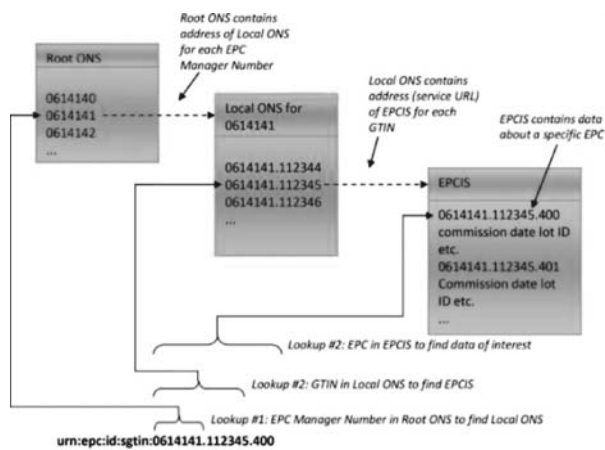 Root ONS contains
address of Local ONS
for each EPC
Manager Number
Root ONS
0614140
0614141
0614142
...
Local ONS contains
address (service URL)
of EPCIS for each
GTIN
Local ONS for
0614141
0614141.112344
0614141.112345
0614141.112346
...
EPCIS contains data
about a specific EPC
EPCIS
0614141.112345.400
commission date lot ID
etc.
0614141.112345.401
Commission date lot
ID etc.
...
Lookup #2: EPC in EPCIS to find data of interest
Lookup #2: GTIN in Local ONS to find EPCIS
Lookup #1: EPC Manager Number in Root ONS to find Local ONS
urn:epc:id:sgtin:0614141.112345.400